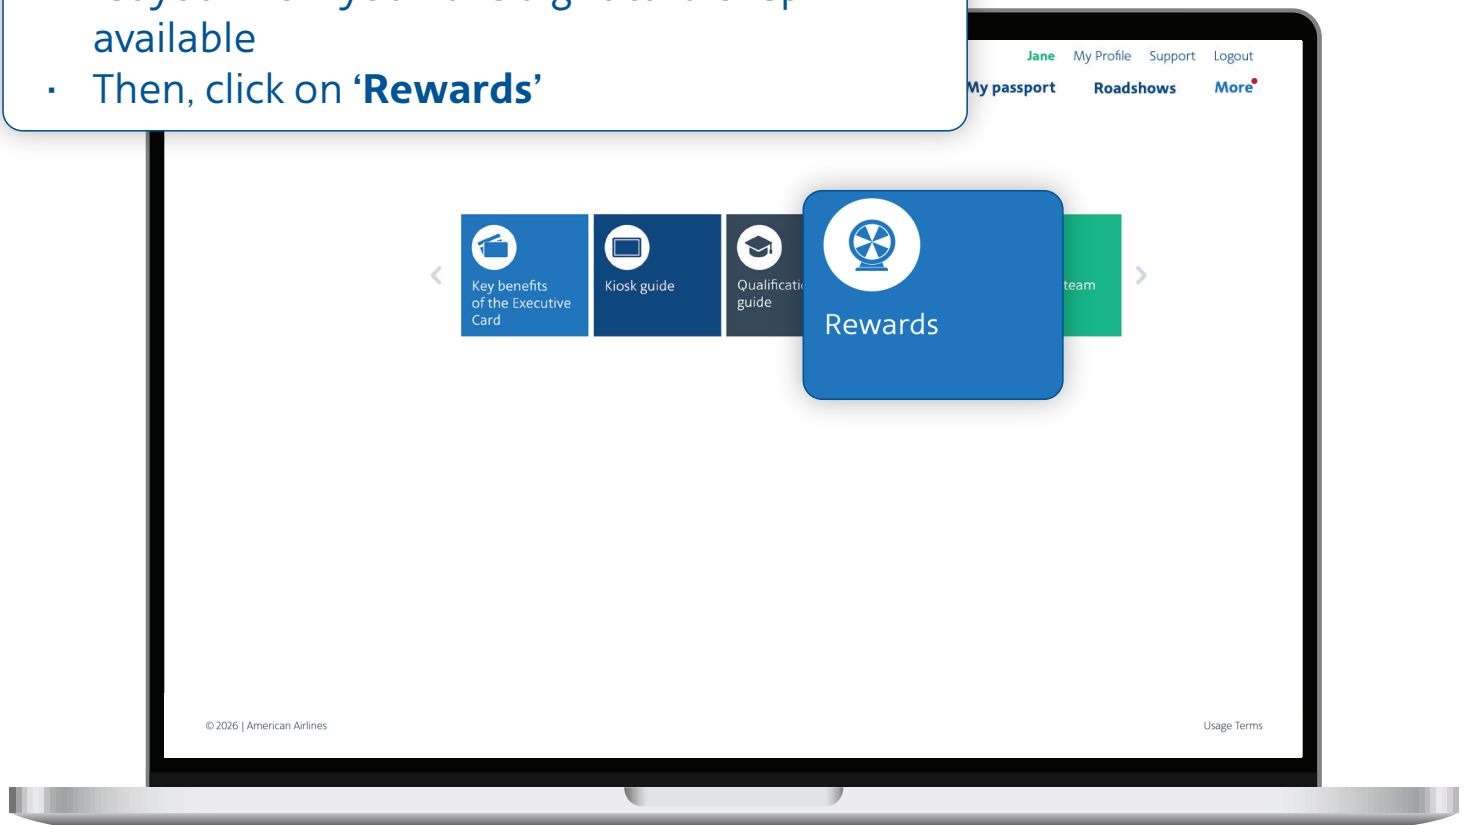 available
· Then, click on ‘Rewards’
Jane My Profile Support Logout
My passport Roadshows More
Key benefits
of the Executive
Card
Kiosk guide
guide
Rewards
team
© 2026 | American Airlines
Usage Terms